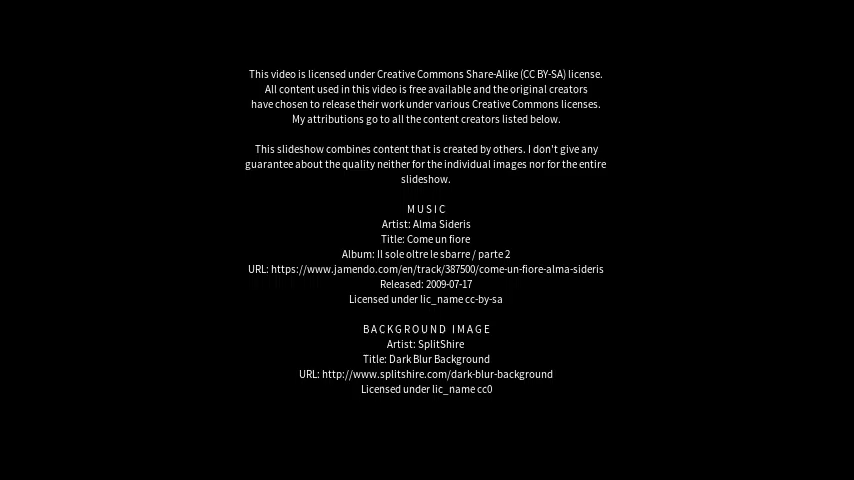 This video is licensed under Creative Commons Share-Alike (CC BY-SA) license.
All content used in this video is free available and the original creators
have chosen to release their work under various Creative Commons licenses.
My attributions go to all the content creators listed below.
This slideshow combines content that is created by others. I don't give any
guarantee about the quality neither for the individual images nor for the entire
slideshow.
MUSIC
Artist: Alma Sideris
Title: Come un fiore
Album: Il sole oltre le sbarre / parte 2
URL: https://www.jamendo.com/en/track/387500/come-un-fiore-alma-sideris
Released: 2009-07-17
Licensed under lic_name cc-by-sa
BACKGROUND IMAGE
Artist: SplitShire
Title: Dark Blur Background
URL: http://www.splitshire.com/dark-blur-background
Licensed under lic_name cc0